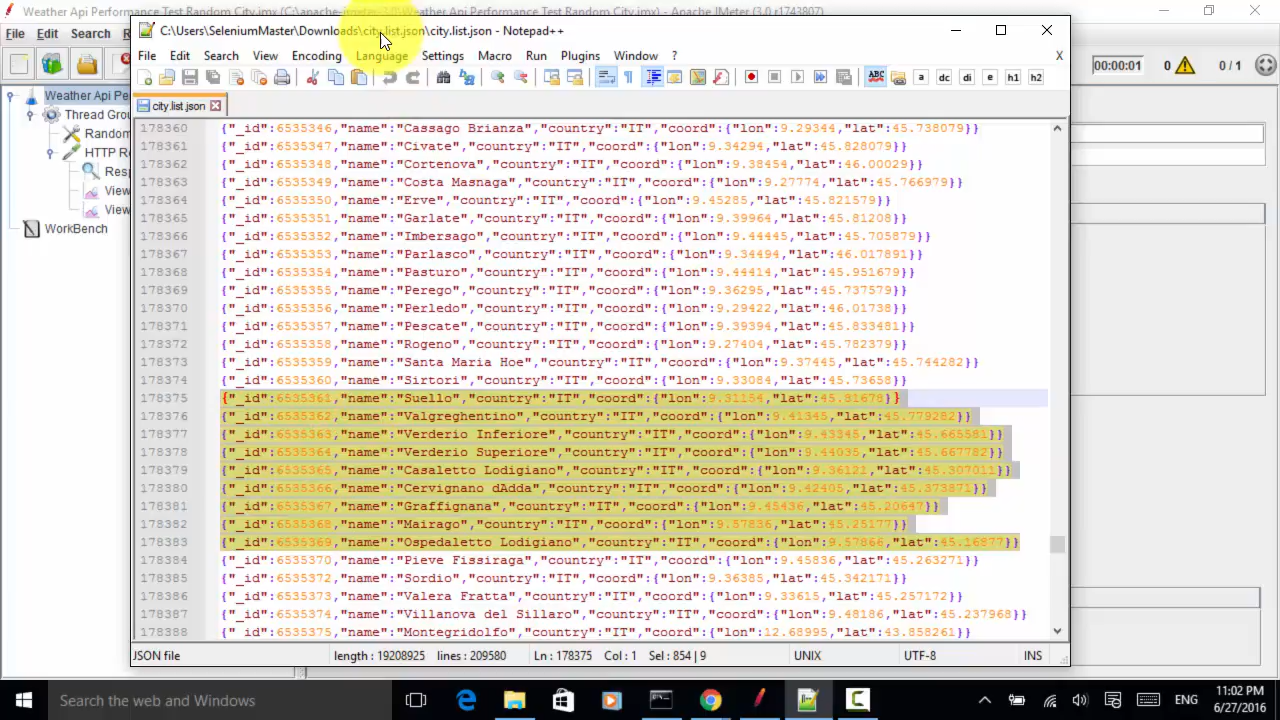 Weather Api Performance Test Random City.jmx (C:\apache-jmeter-3.0\Weather Api Performance Test Random City.jmx) - Apache JMeter (3.0 r1743807)
File Edit Search
C:\Users\SeleniumMaster\Downloads\city.list.json\city.list.json - Notepad++
File Edit Search View Encoding Language Settings Macro Run Plugins Window ? X
00:00:01 0 0 / 1
city.list.json
Weather Api Pe
Thread Grou
Random
HTTP Re
Resp
View
View
WorkBench
178360 {"_id":6535346,"name":"Cassago Brianza","country":"IT","coord":{"lon":9.29344,"lat":45.738079}}
178361 {"_id":6535347,"name":"Civate","country":"IT","coord":{"lon":9.34294,"lat":45.828079}}
178362 {"_id":6535348,"name":"Cortenova","country":"IT","coord":{"lon":9.38454,"lat":46.00029}}
178363 {"_id":6535349,"name":"Costa Masnaga","country":"IT","coord":{"lon":9.27774,"lat":45.766979}}
178364 {"_id":6535350,"name":"Erve","country":"IT","coord":{"lon":9.45285,"lat":45.821579}}
178365 {"_id":6535351,"name":"Garlate","country":"IT","coord":{"lon":9.39964,"lat":45.81208}}
178366 {"_id":6535352,"name":"Imbersago","country":"IT","coord":{"lon":9.44445,"lat":45.705879}}
178367 {"_id":6535353,"name":"Parlasco","country":"IT","coord":{"lon":9.34494,"lat":46.017891}}
178368 {"_id":6535354,"name":"Pasturo","country":"IT","coord":{"lon":9.44414,"lat":45.951679}}
178369 {"_id":6535355,"name":"Perego","country":"IT","coord":{"lon":9.36295,"lat":45.737579}}
178370 {"_id":6535356,"name":"Perledo","country":"IT","coord":{"lon":9.29422,"lat":46.01738}}
178371 {"_id":6535357,"name":"Pescate","country":"IT","coord":{"lon":9.39394,"lat":45.833481}}
178372 {"_id":6535358,"name":"Rogeno","country":"IT","coord":{"lon":9.27404,"lat":45.782379}}
178373 {"_id":6535359,"name":"Santa Maria Hoe","country":"IT","coord":{"lon":9.37445,"lat":45.744282}}
178374 {"_id":6535360,"name":"Sirtori","country":"IT","coord":{"lon":9.33084,"lat":45.73658}}
178375 {"_id":6535361,"name":"Suello","country":"IT","coord":{"lon":9.31154,"lat":45.81678}}
178376 {"_id":6535362,"name":"Valgreghentino","country":"IT","coord":{"lon":9.41345,"lat":45.779282}}
178377 {"_id":6535363,"name":"Verderio Inferiore","country":"IT","coord":{"lon":9.43345,"lat":45.665581}}
178378 {"_id":6535364,"name":"Verderio Superiore","country":"IT","coord":{"lon":9.44035,"lat":45.667782}}
178379 {"_id":6535365,"name":"Casaletto Lodigiano","country":"IT","coord":{"lon":9.36121,"lat":45.307011}}
178380 {"_id":6535366,"name":"Cervignano dAdda","country":"IT","coord":{"lon":9.42405,"lat":45.373871}}
178381 {"_id":6535367,"name":"Graffignana","country":"IT","coord":{"lon":9.45436,"lat":45.20647}}
178382 {"_id":6535368,"name":"Mairago","country":"IT","coord":{"lon":9.57836,"lat":45.25177}}
178383 {"_id":6535369,"name":"Ospedaletto Lodigiano","country":"IT","coord":{"lon":9.57866,"lat":45.16877}}
178384 {"_id":6535370,"name":"Pieve Fissiraga","country":"IT","coord":{"lon":9.45836,"lat":45.263271}}
178385 {"_id":6535372,"name":"Sordio","country":"IT","coord":{"lon":9.36385,"lat":45.342171}}
178386 {"_id":6535373,"name":"Valera Fratta","country":"IT","coord":{"lon":9.33615,"lat":45.257172}}
178387 {"_id":6535374,"name":"Villanova del Sillaro","country":"IT","coord":{"lon":9.48186,"lat":45.237968}}
178388 {"_id":6535375,"name":"Montegridolfo","country":"IT","coord":{"lon":12.68995,"lat":43.858261}}
JSON file length : 19208925 lines : 209580 Ln : 178375 Col : 1 Sel : 854 | 9 UNIX UTF-8 INS
Search the web and Windows
ENG
11:02 PM
6/27/2016